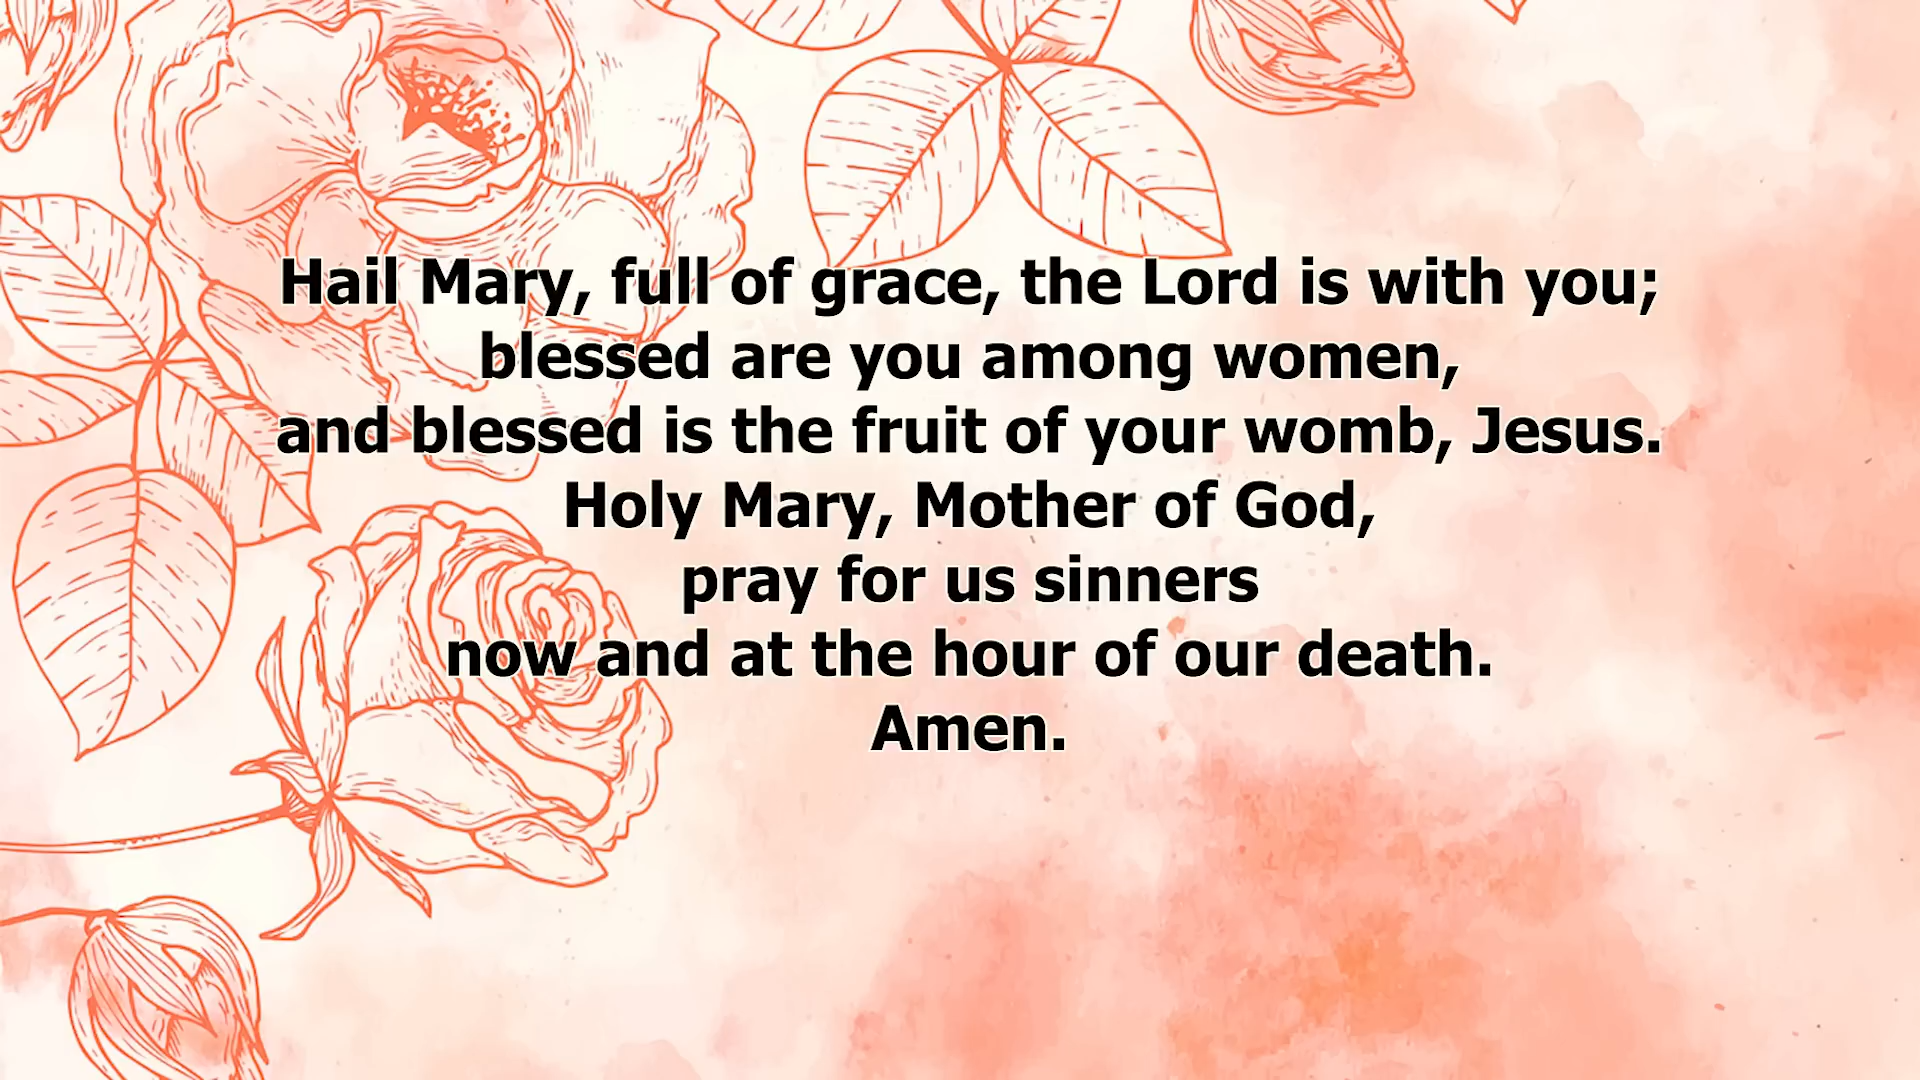 Hail Mary, full of grace, the Lord is with you;
blessed are you among women,
and blessed is the fruit of your womb, Jesus.
Holy Mary, Mother of God,
pray for us sinners
now and at the hour of our death.
Amen.